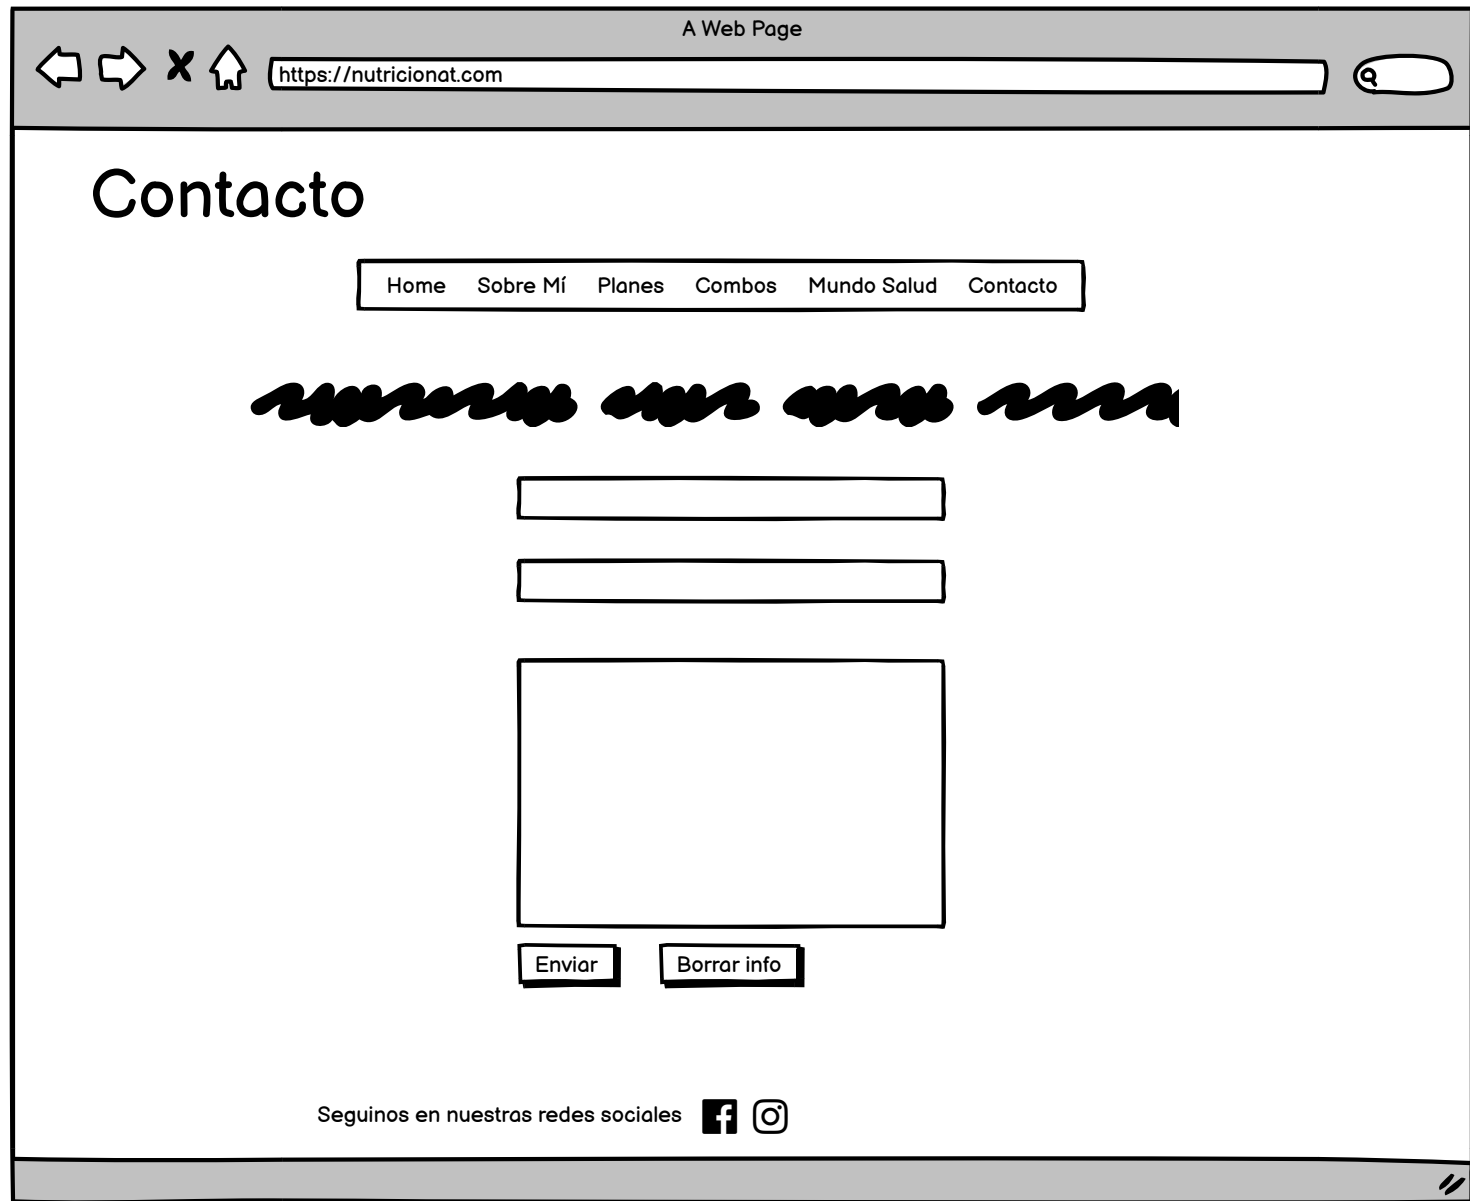 A Web Page
https://nutricionat.com
Contacto
Home Sobre Mí Planes Combos Mundo Salud Contacto
Enviar Borrar info
Seguinos en nuestras redes sociales